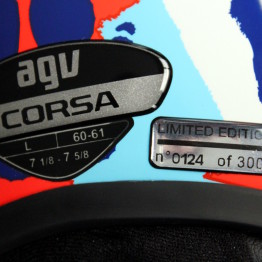 agv
CORSA
L 60-61
7 1/8 - 7 5/8
LIMITED EDITION
n°0124 of 300